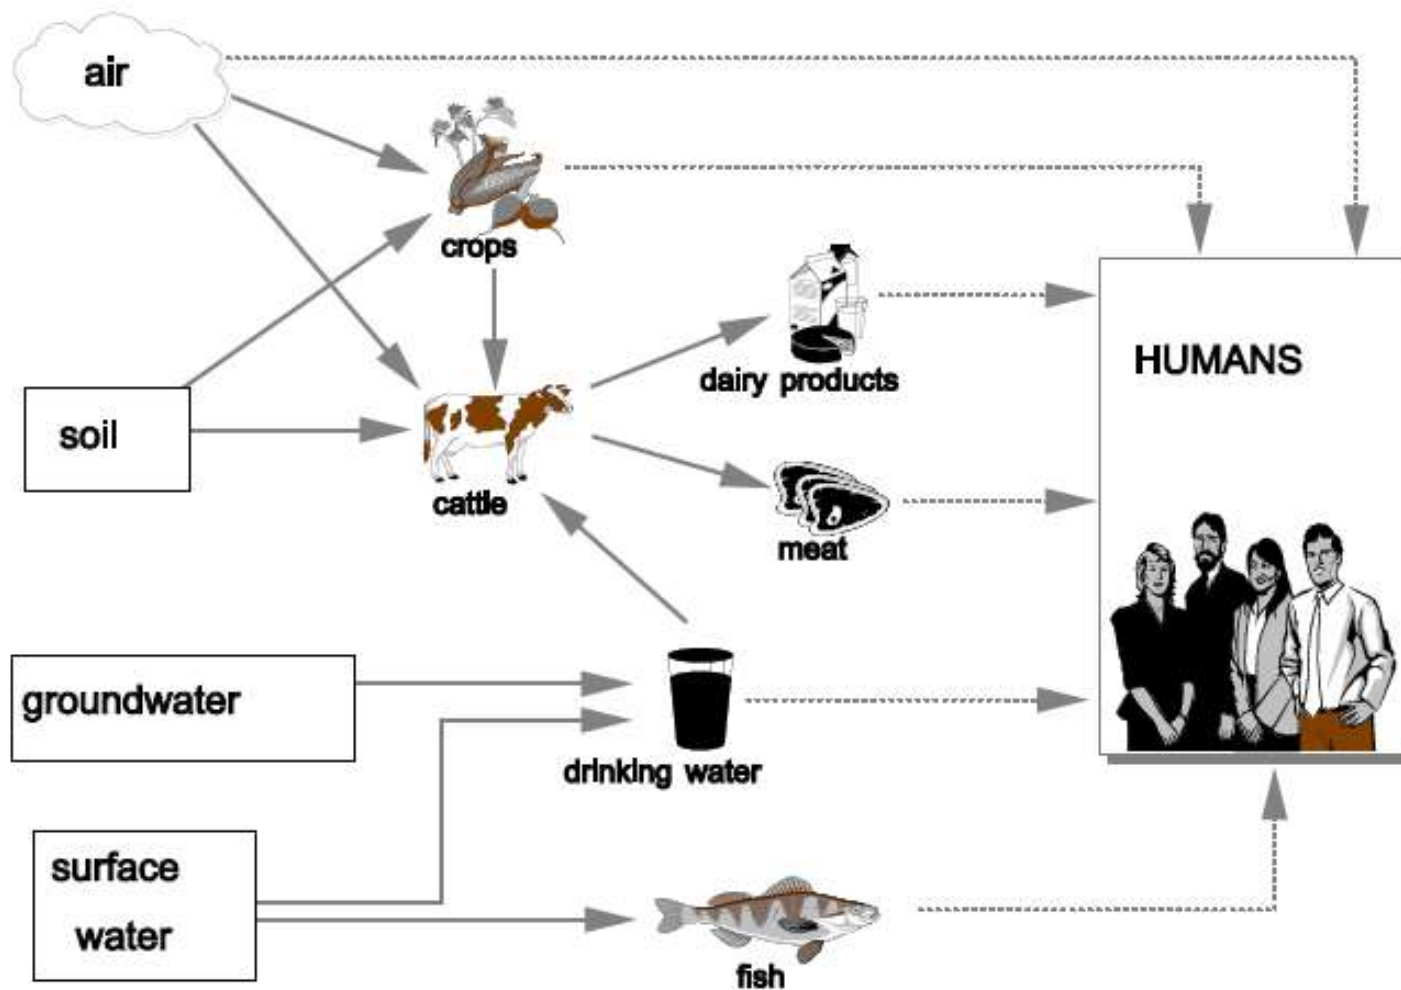 air
crops
dairy products
HUMANS
soil
cattle
meat
groundwater
drinking water
surface
water
fish